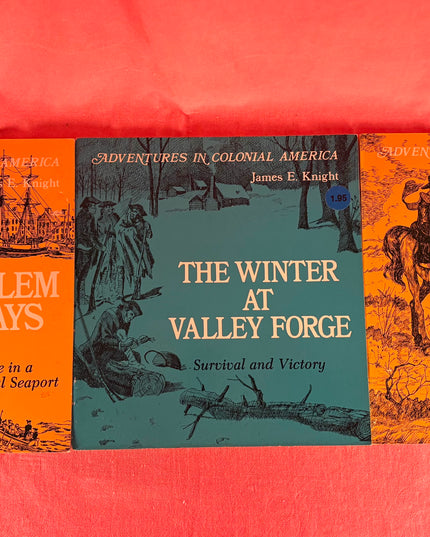 AMERICA
E. Knight
LEM
AYS
e in a
l Seaport
ADVENTURES IN COLONIAL AMERICA
James E. Knight
1.95
THE WINTER
AT
VALLEY FORGE
Survival and Victory
ADVEN